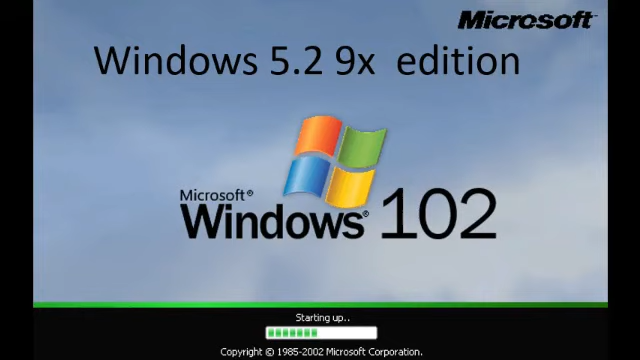 Microsoft
Windows 5.2 9x edition
Microsoft®
Windows® 102
Starting up..
Copyright © 1985-2002 Microsoft Corporation.